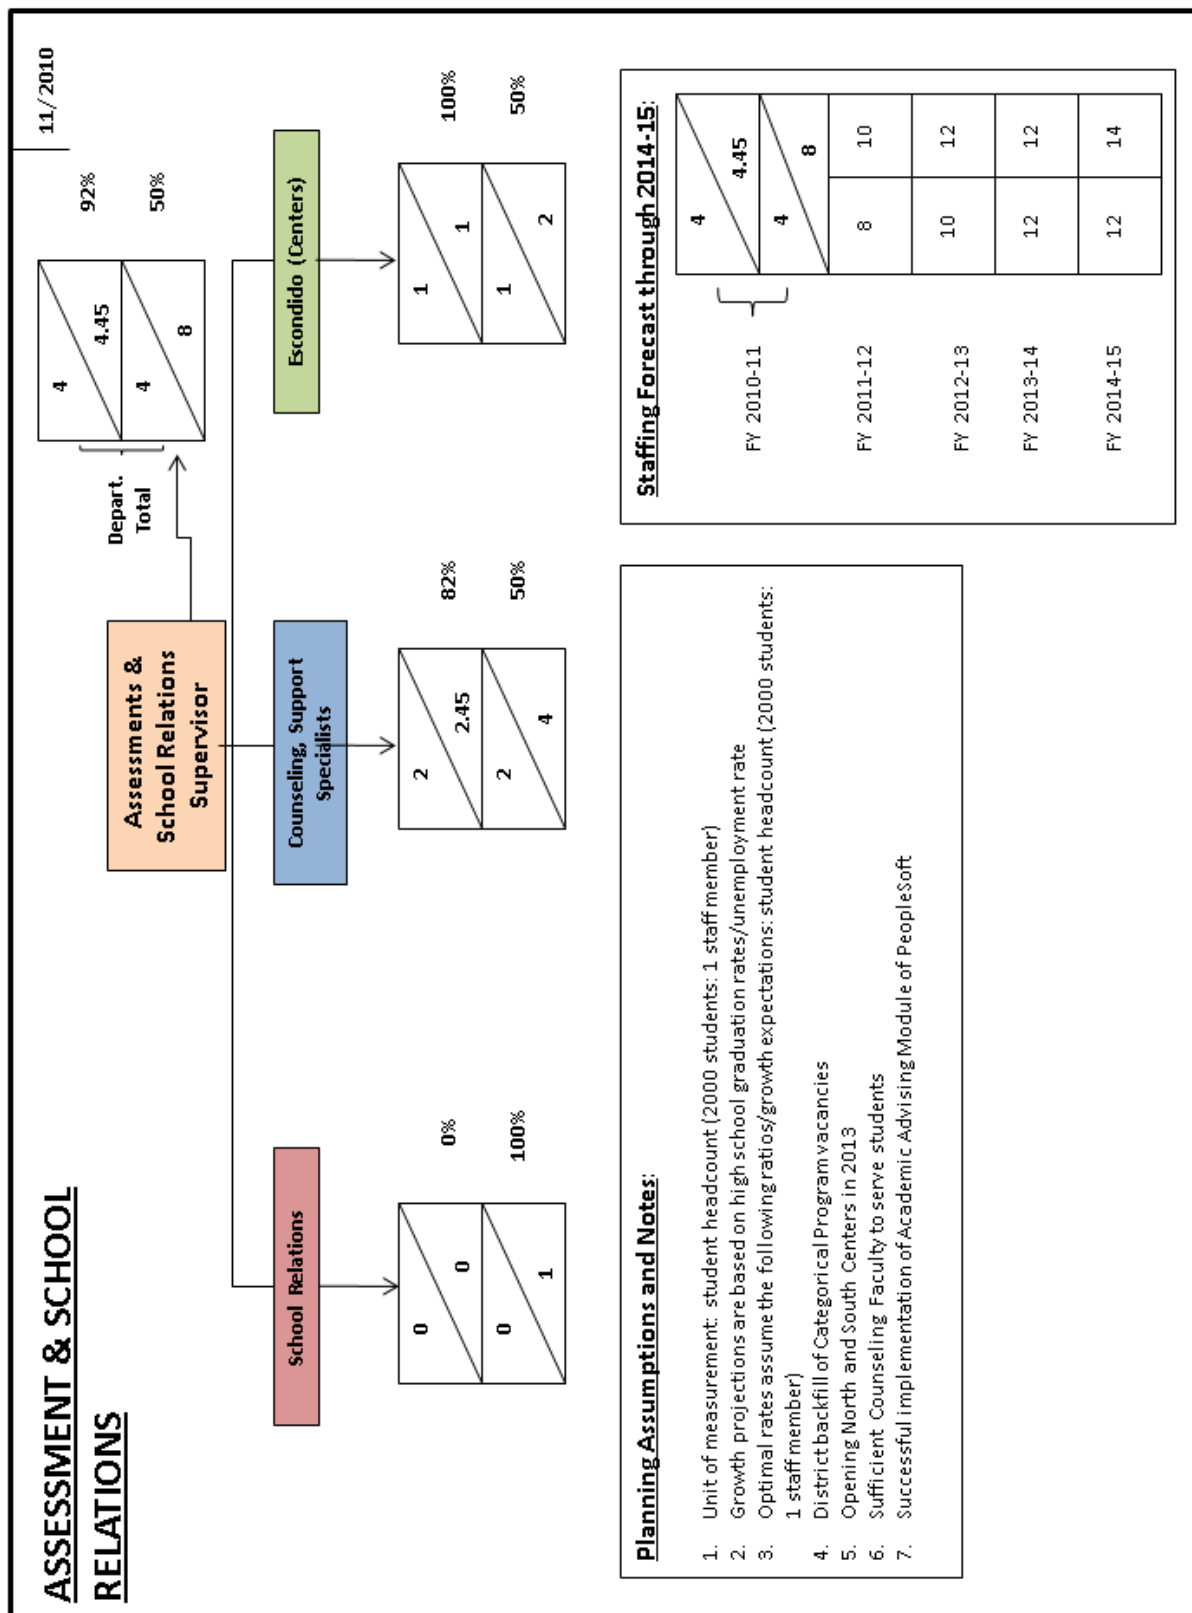 ASSESSMENT & SCHOOL
RELATIONS
11/2010
Assessments &
School Relations
Supervisor
Depart.
Total
4
4.45
92%
4
8
50%
School Relations
0
0
0%
0
1
100%
Counseling, Support
Specialists
2
2.45
82%
2
4
50%
Escondido (Centers)
1
1
100%
1
2
50%
Planning Assumptions and Notes:
1. Unit of measurement: student headcount (2000 students: 1 staff member)
2. Growth projections are based on high school graduation rates/unemployment rate
3. Optimal rates assume the following ratios/growth expectations: student headcount (2000 students:
1 staff member)
4. District backfill of Categorical Program vacancies
5. Opening North and South Centers in 2013
6. Sufficient Counseling Faculty to serve students
7. Successful implementation of Academic Advising Module of PeopleSoft
Staffing Forecast through 2014-15:
FY 2010-11
4
4.45
4
8
FY 2011-12 8 10
FY 2012-13 10 12
FY 2013-14 12 12
FY 2014-15 12 14